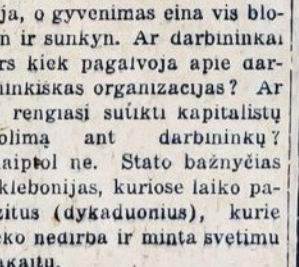 ja, o gyvenimas eina vis blo-
n ir sunkyn. Ar darbininkai
rs kiek pagalvoja apie dar-
ininkiškas organizacijas? Ar
rengiasi sutikti kapitalistų
olimą ant darbininkų?
aiptol ne. Stato bažnyčias
klebonijas, kuriose laiko pa-
zitus (dykaduonius), kurie
eko nedirba ir minta svetimu
akaitu.